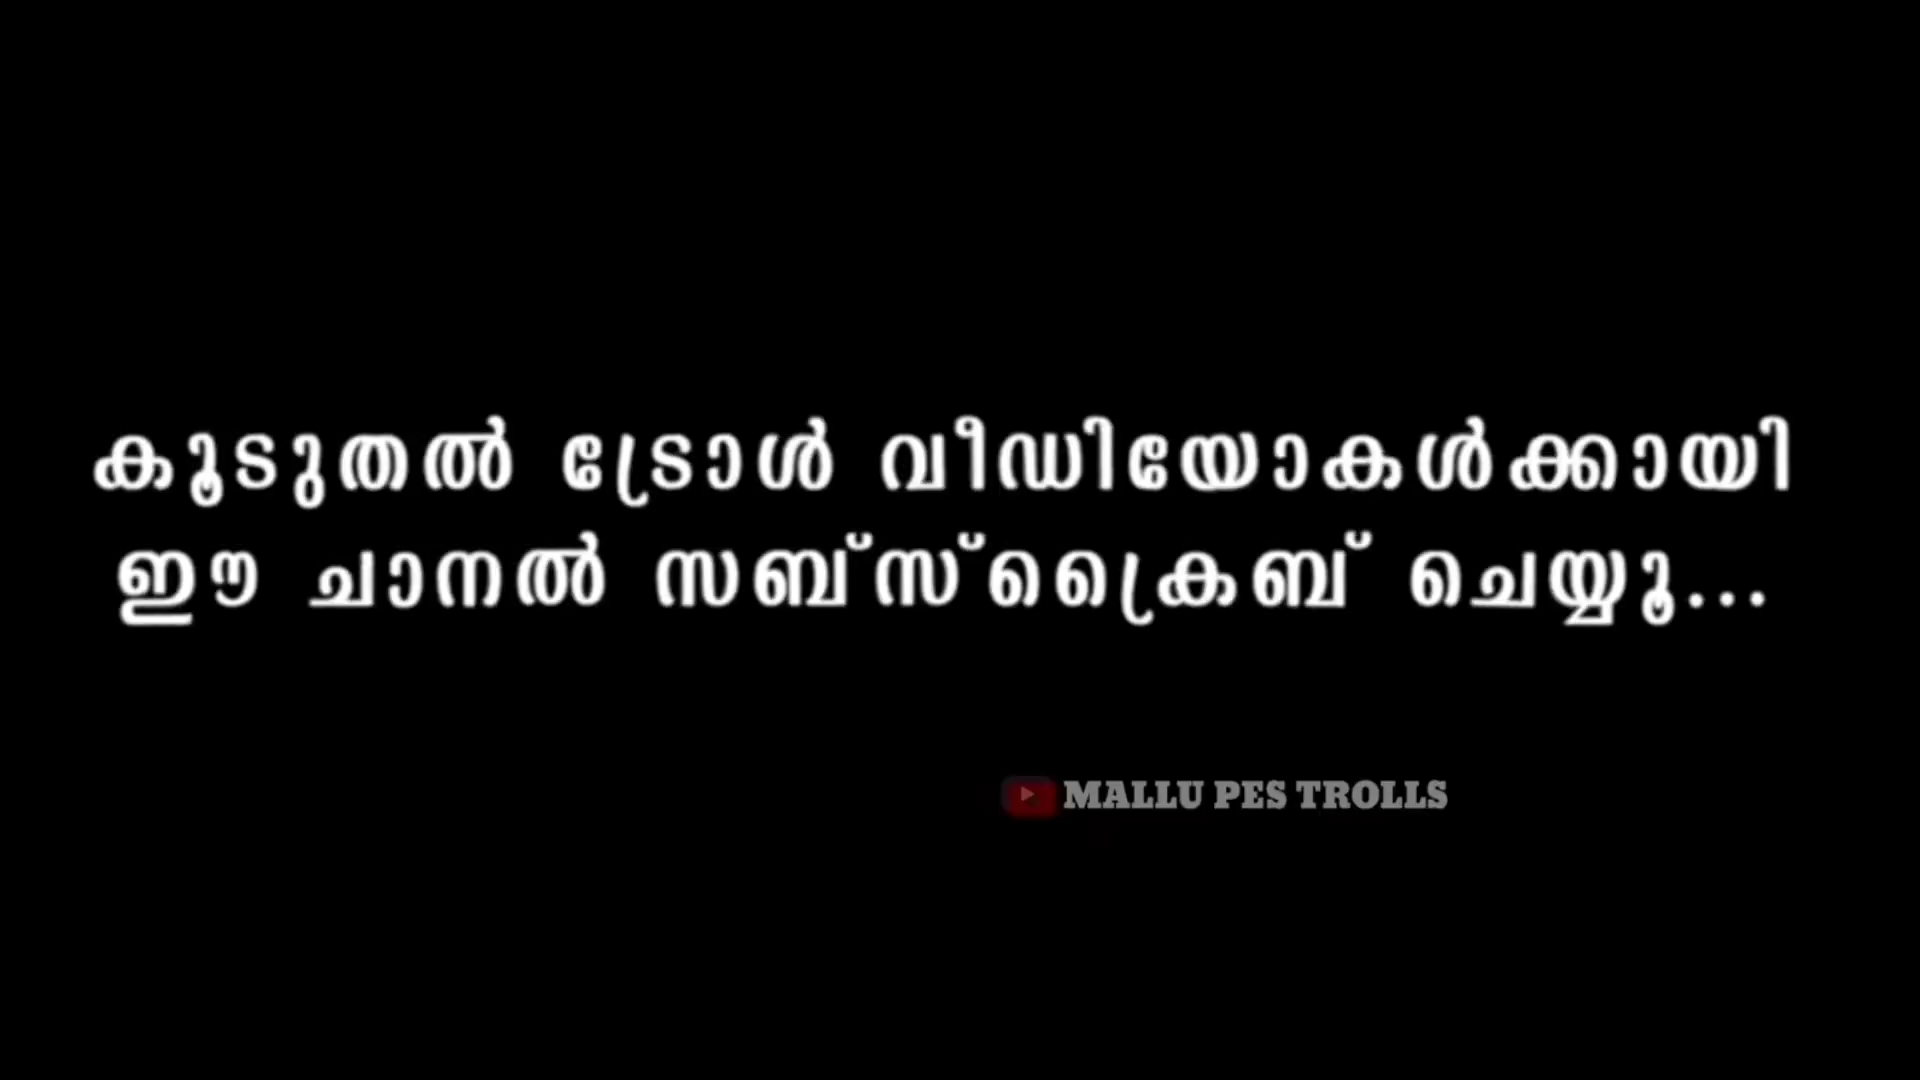 കൂടുതൽ ട്രോൾ വീഡിയോകൾക്കായി
ഈ ചാനൽ സബ്സ്ക്രൈബ് ചെയ്യൂ...
MALLU PES TROLLS